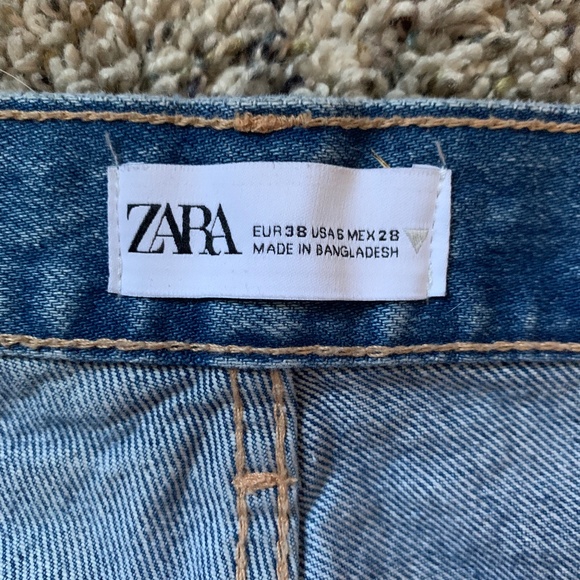 ZARA
EUR 38 USA 6 MEX 28
MADE IN BANGLADESH